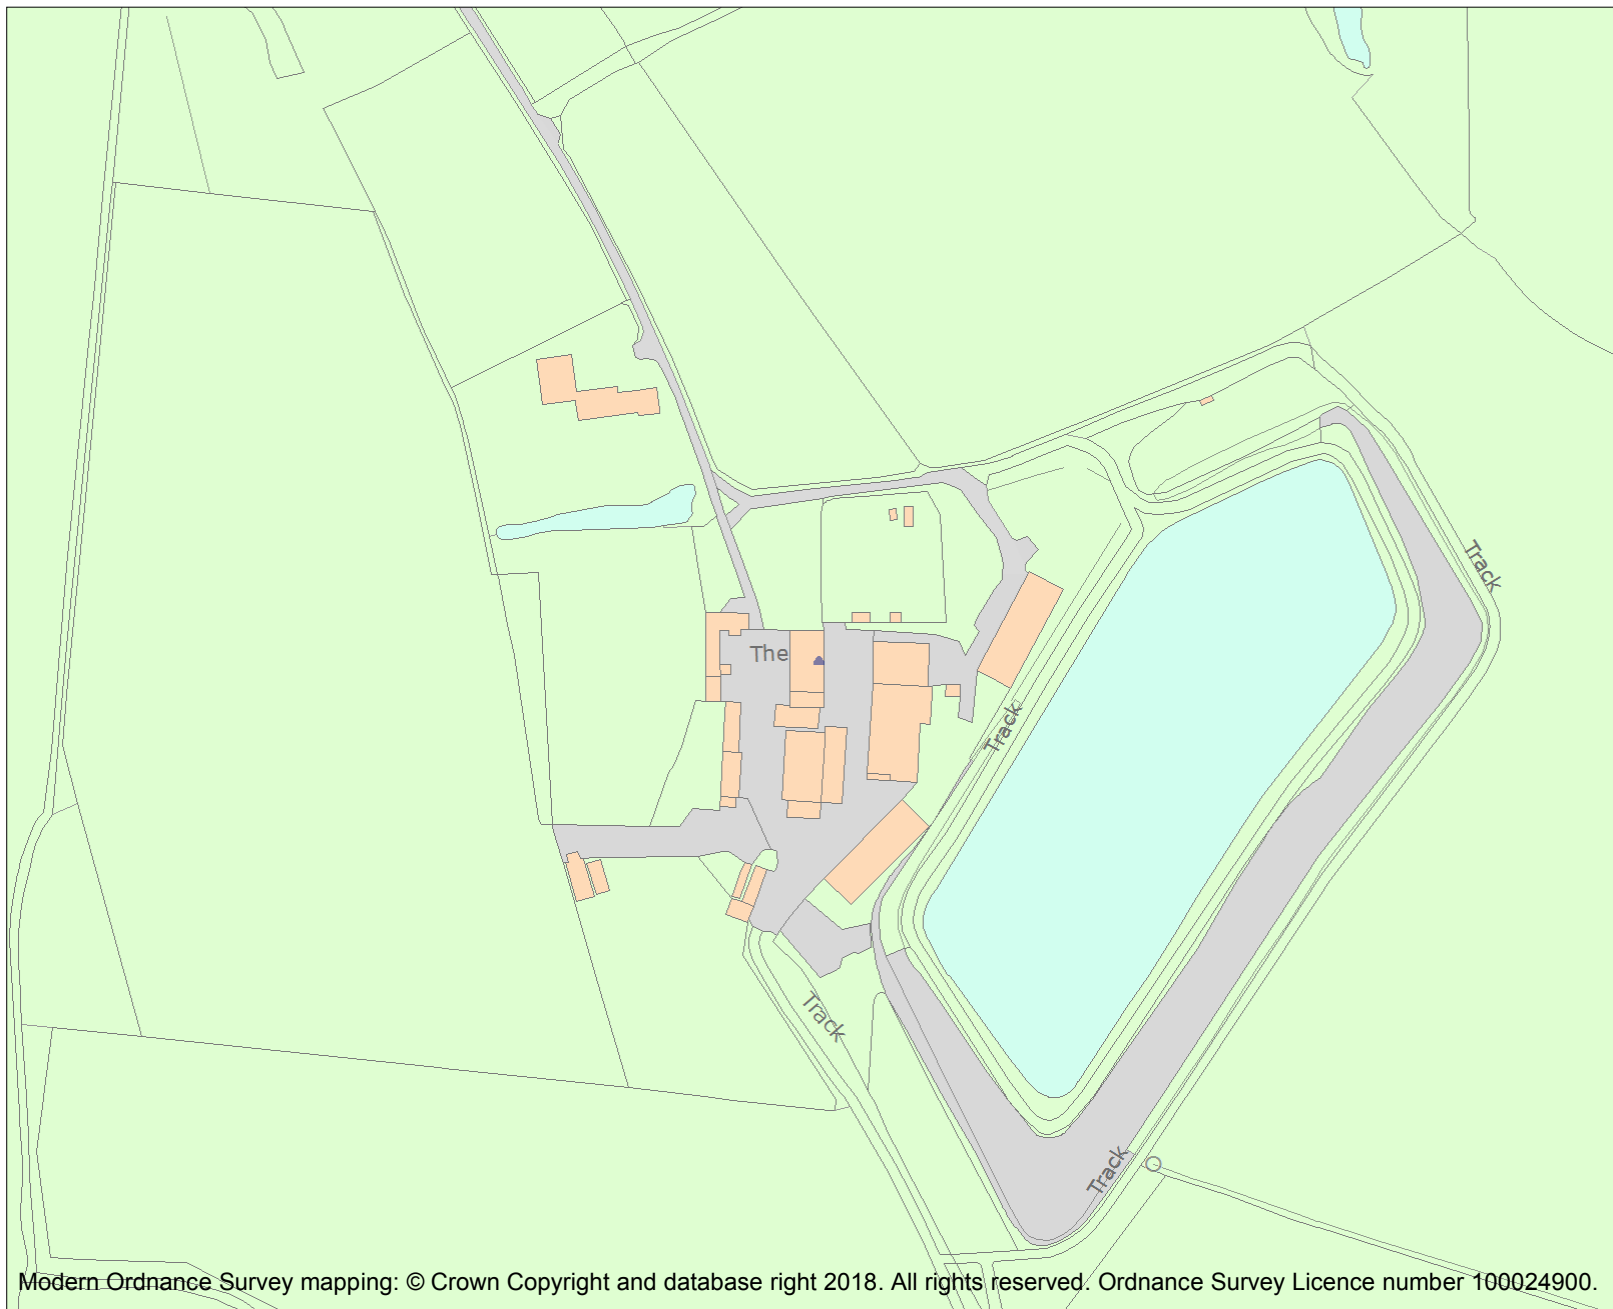 Track
The
Track
Track
Track
Modern Ordnance Survey mapping: © Crown Copyright and database right 2018. All rights reserved. Ordnance Survey Licence number 100024900.